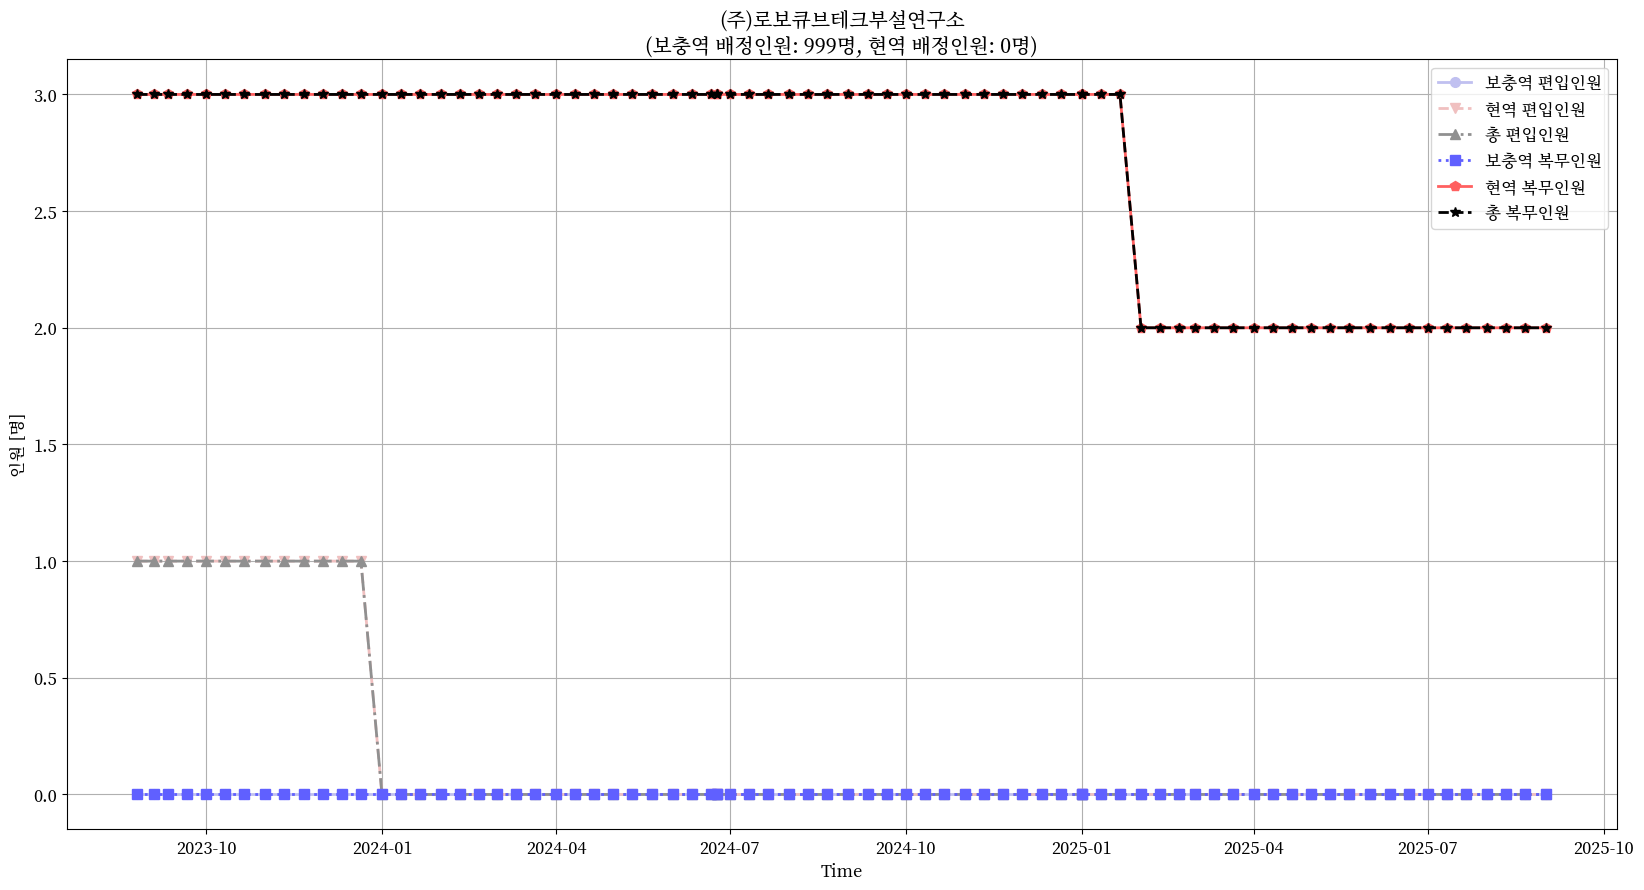 (주)로보큐브테크부설연구소
(보충역 배정인원: 999명, 현역 배정인원: 0명)
보충역 편입인원
현역 편입인원
총 편입인원
보충역 복무인원
현역 복무인원
총 복무인원
3.0
2.5
2.0
1.5
1.0
0.5
0.0
인원 [명]
2023-10
2024-01
2024-04
2024-07
2024-10
2025-01
2025-04
2025-07
2025-10
Time